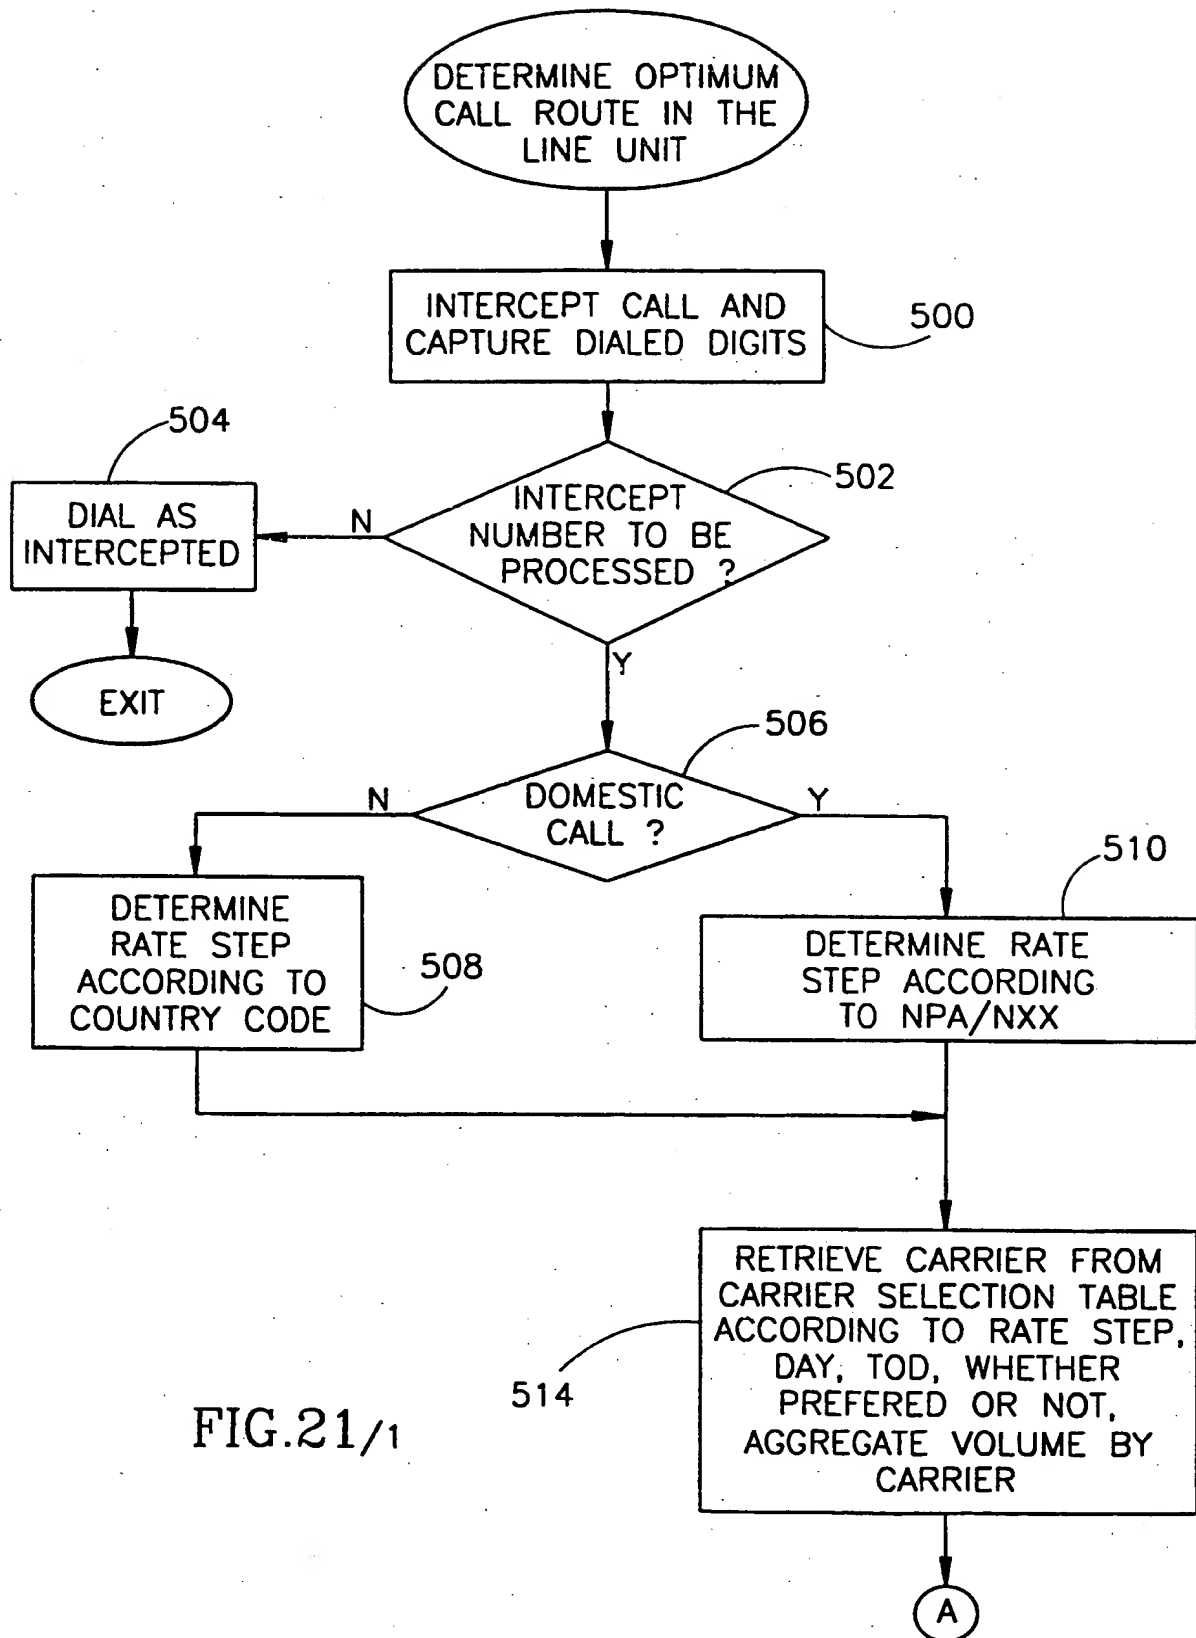 DETERMINE OPTIMUM
CALL ROUTE IN THE
LINE UNIT
INTERCEPT CALL AND
CAPTURE DIALED DIGITS
500
504
502
INTERCEPT
NUMBER TO BE
PROCESSED ?
N
DIAL AS
INTERCEPTED
Y
EXIT
506
DOMESTIC
CALL ?
N
Y
510
DETERMINE
RATE STEP
ACCORDING TO
COUNTRY CODE
508
DETERMINE RATE
STEP ACCORDING
TO NPA/NXX
RETRIEVE CARRIER FROM
CARRIER SELECTION TABLE
ACCORDING TO RATE STEP,
DAY, TOD, WHETHER
PREFERED OR NOT,
AGGREGATE VOLUME BY
CARRIER
514
FIG.21/1
A